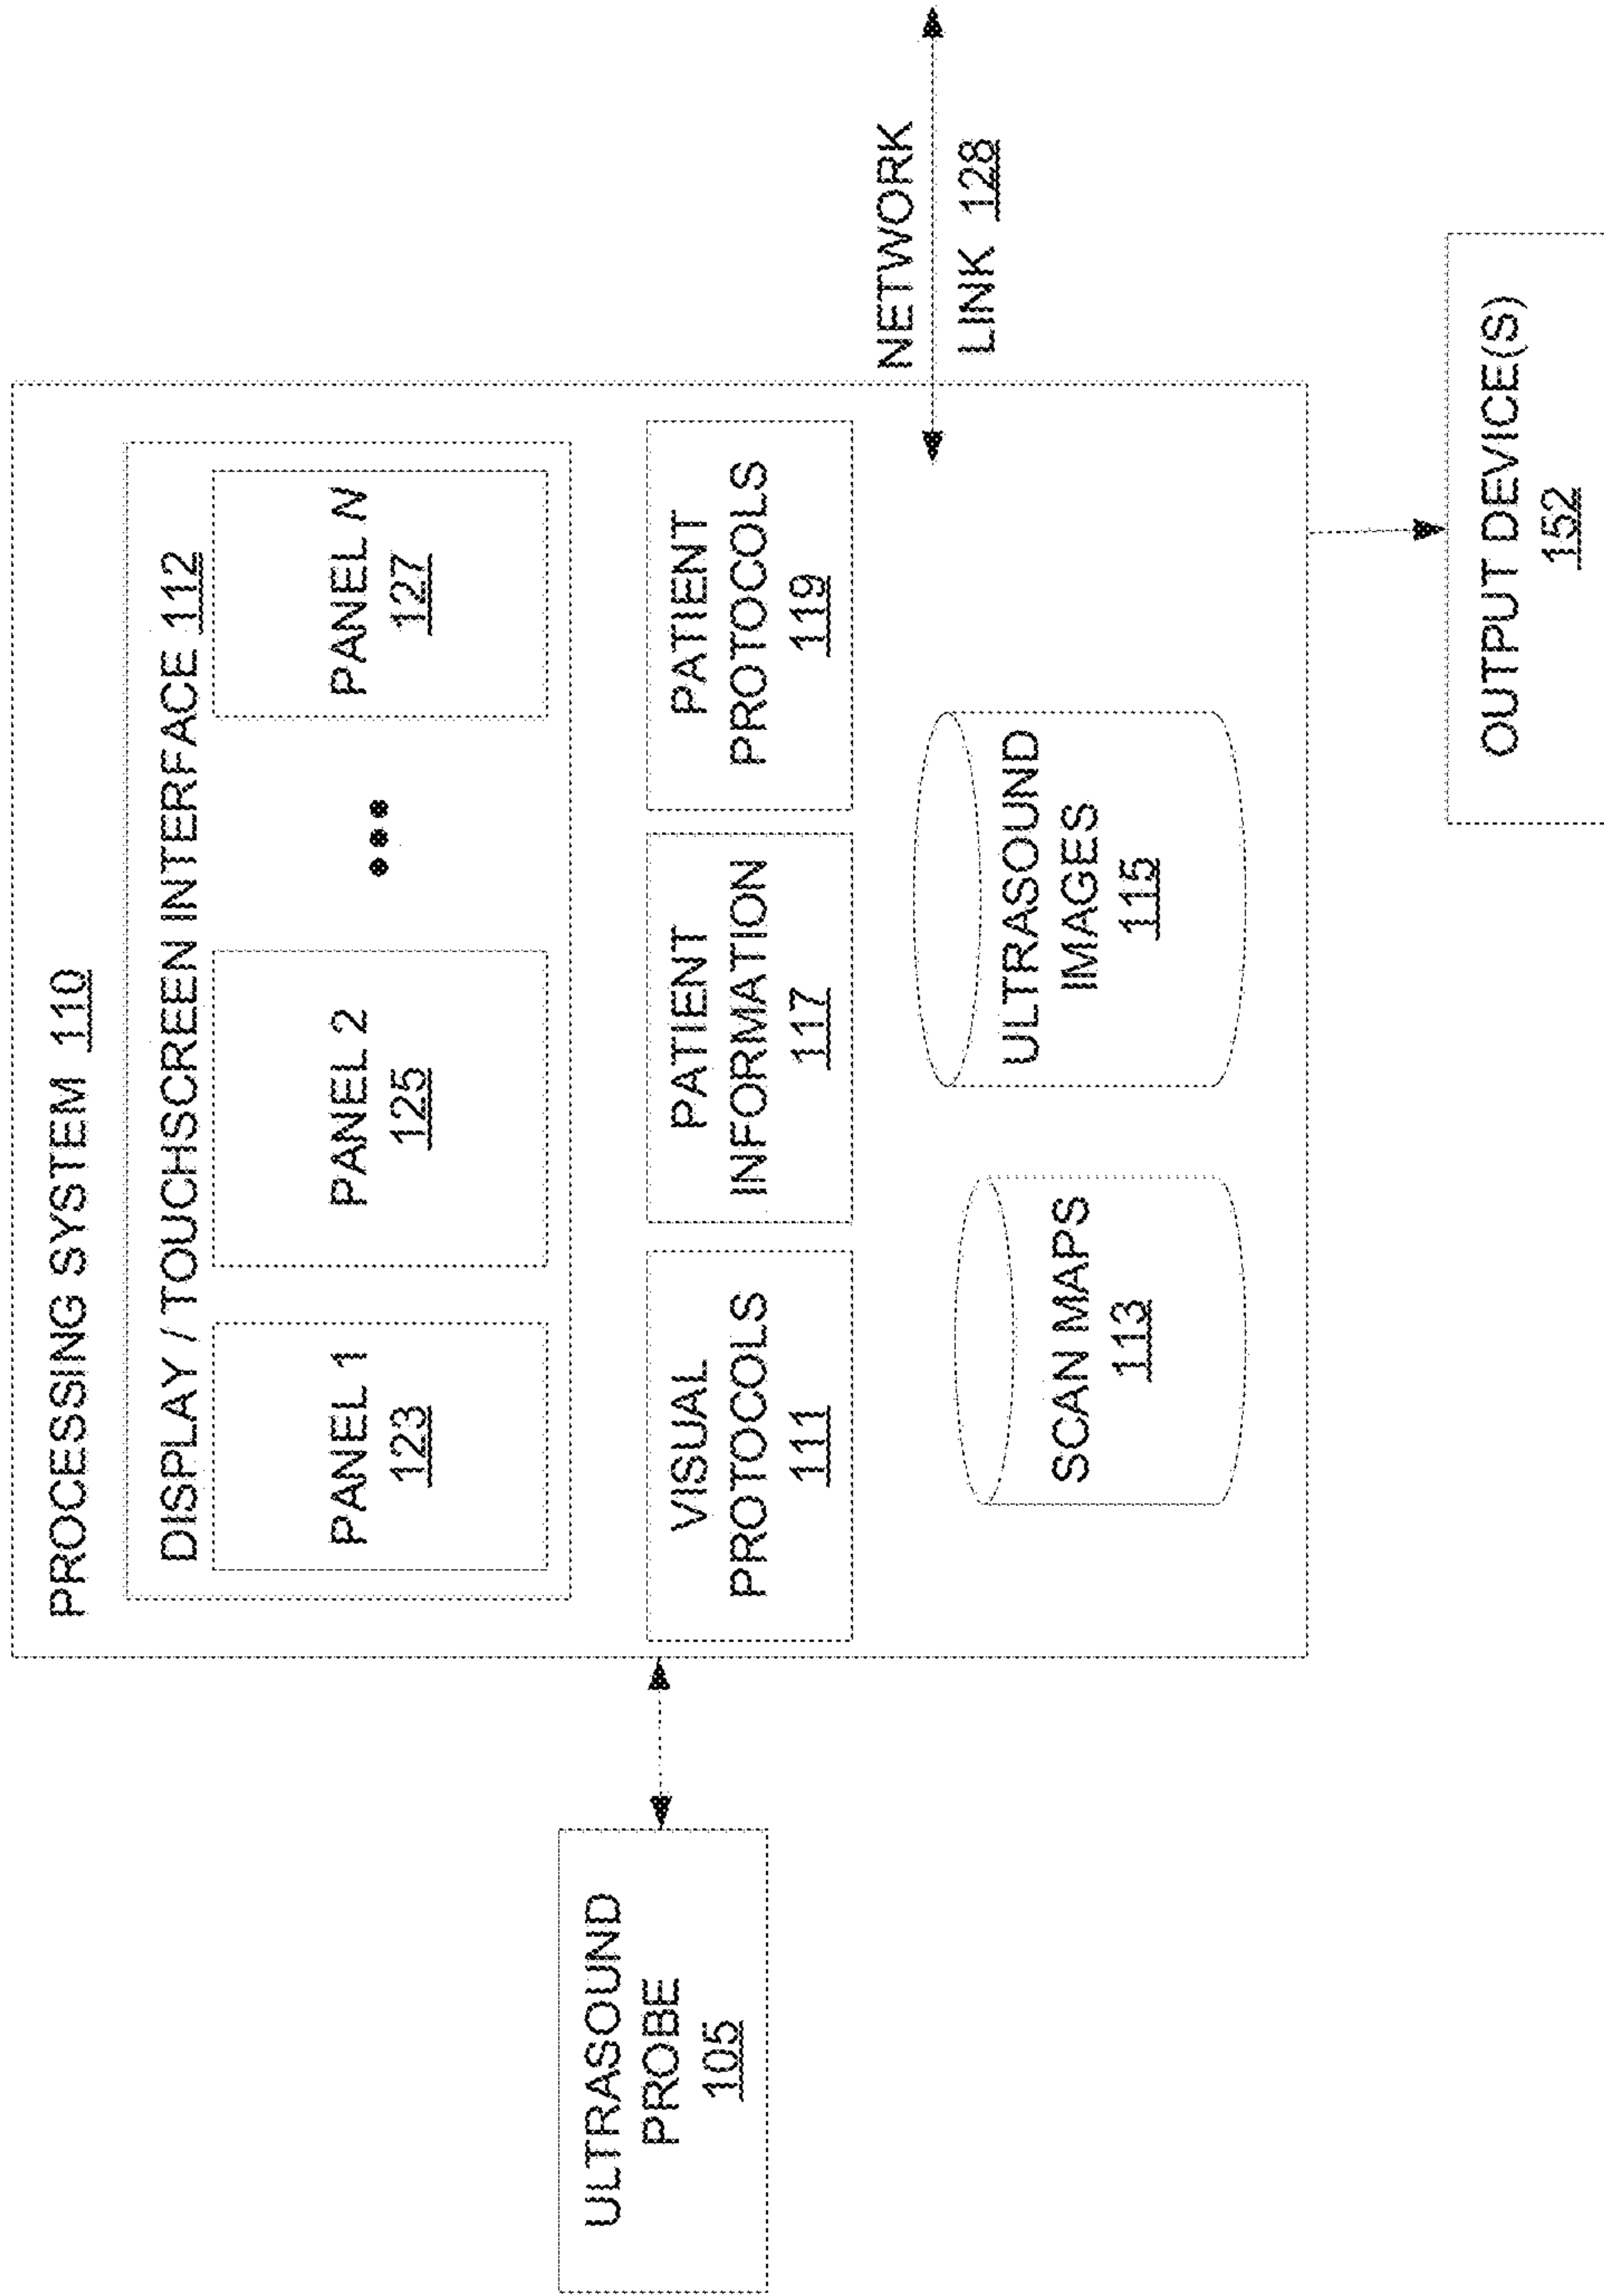 PROCESSING SYSTEM 110
DISPLAY / TOUCHSCREEN INTERFACE 112
PANEL 1
123
PANEL 2
125
•••
PANEL N
127
VISUAL
PROTOCOLS
111
PATIENT
INFORMATION
117
PATIENT
PROTOCOLS
119
SCAN MAPS
113
ULTRASOUND
IMAGES
115
ULTRASOUND
PROBE
105
NETWORK
LINK 128
OUTPUT DEVICE(S)
152